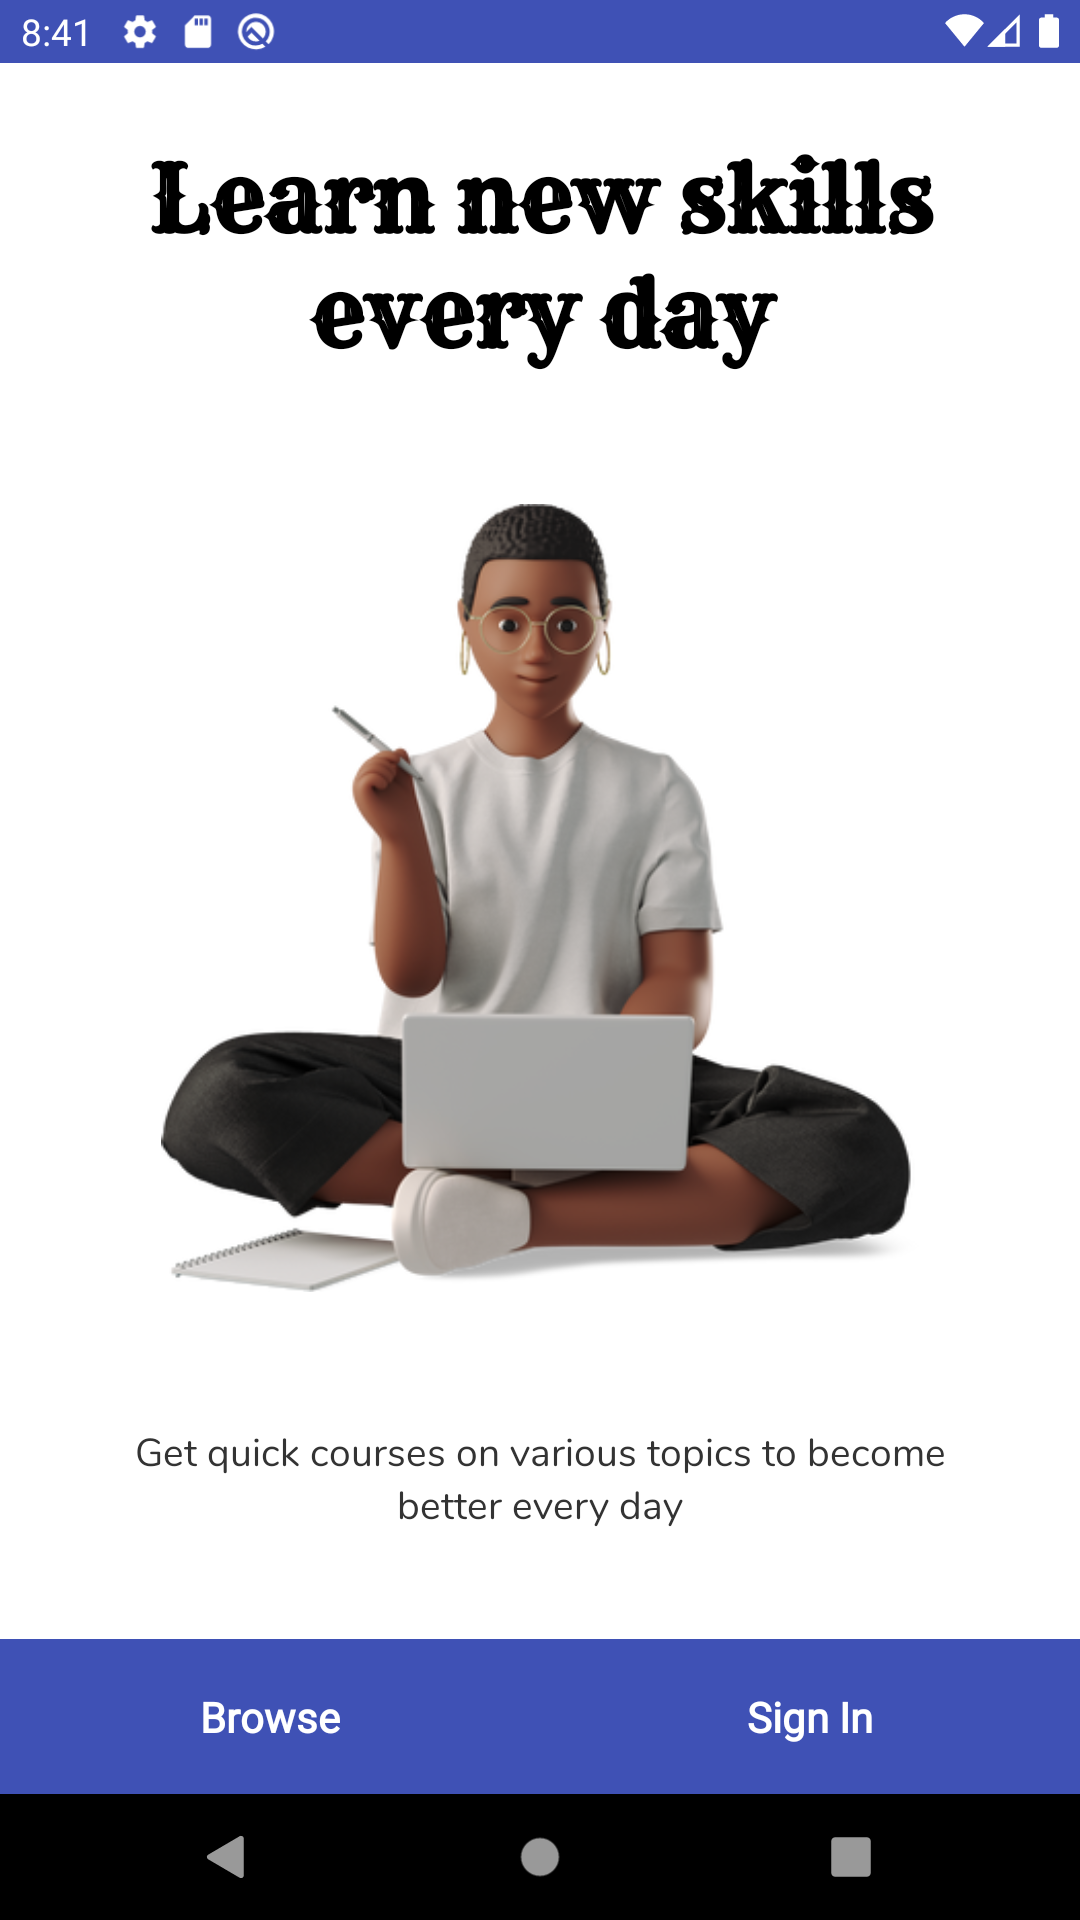 8:41
Learn new skills
every day
Get quick courses on various topics to become
better every day
Browse
Sign In